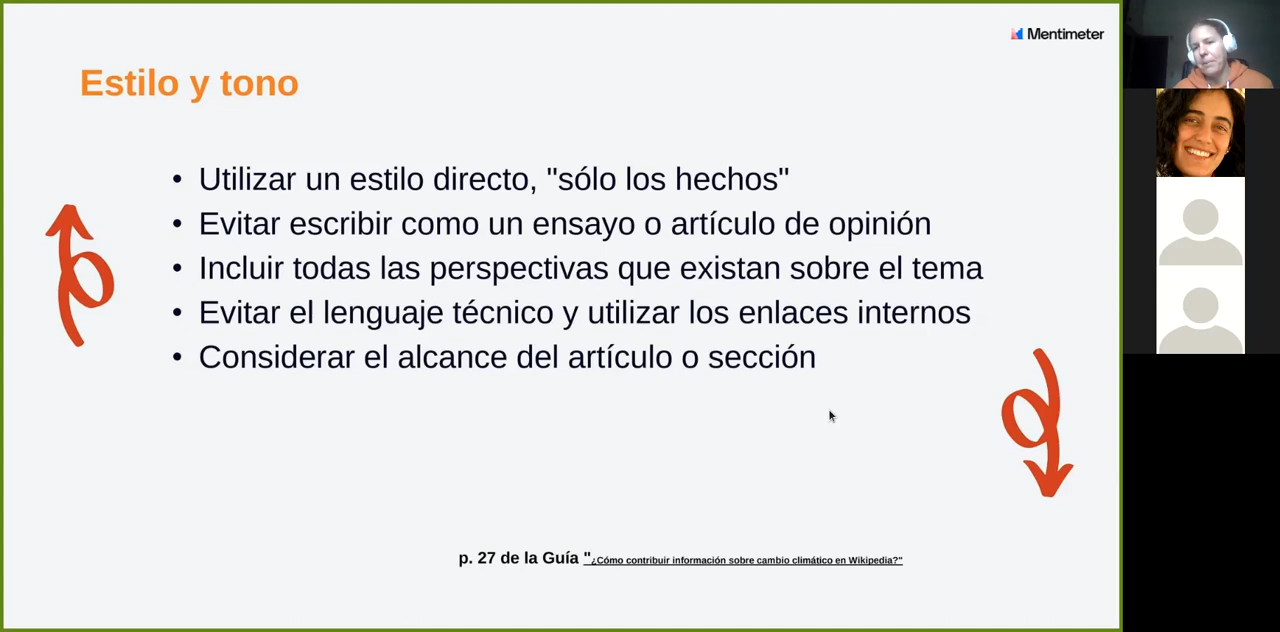 Mentimeter
Estilo y tono
• Utilizar un estilo directo, "sólo los hechos"
• Evitar escribir como un ensayo o artículo de opinión
• Incluir todas las perspectivas que existan sobre el tema
• Evitar el lenguaje técnico y utilizar los enlaces internos
• Considerar el alcance del artículo o sección
p. 27 de la Guía "¿Cómo contribuir información sobre cambio climático en Wikipedia?"